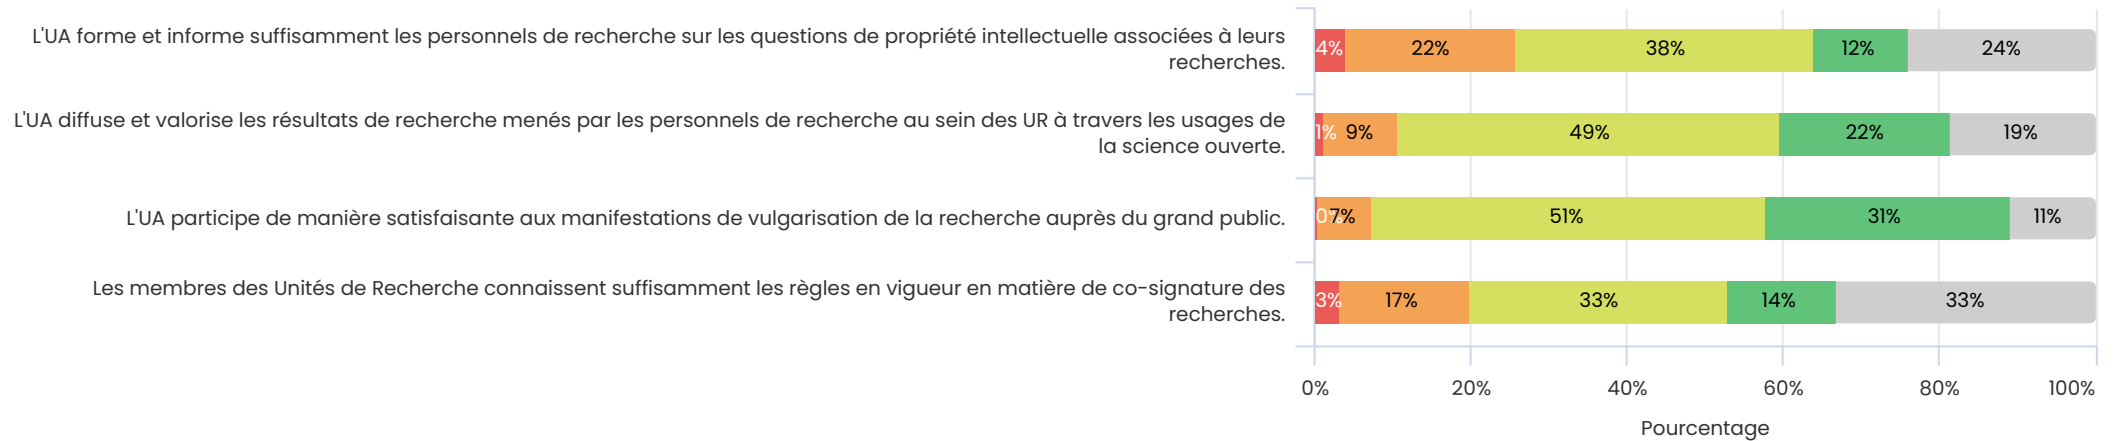 L'UA forme et informe suffisamment les personnels de recherche sur les questions de propriété intellectuelle associées à leurs
recherches.
4% 22% 38% 12% 24%
L'UA diffuse et valorise les résultats de recherche menés par les personnels de recherche au sein des UR à travers les usages de
la science ouverte.
1% 9% 49% 22% 19%
L'UA participe de manière satisfaisante aux manifestations de vulgarisation de la recherche auprès du grand public.
0% 7% 51% 31% 11%
Les membres des Unités de Recherche connaissent suffisamment les règles en vigueur en matière de co-signature des
recherches.
3% 17% 33% 14% 33%
0% 20% 40% 60% 80% 100%
Pourcentage